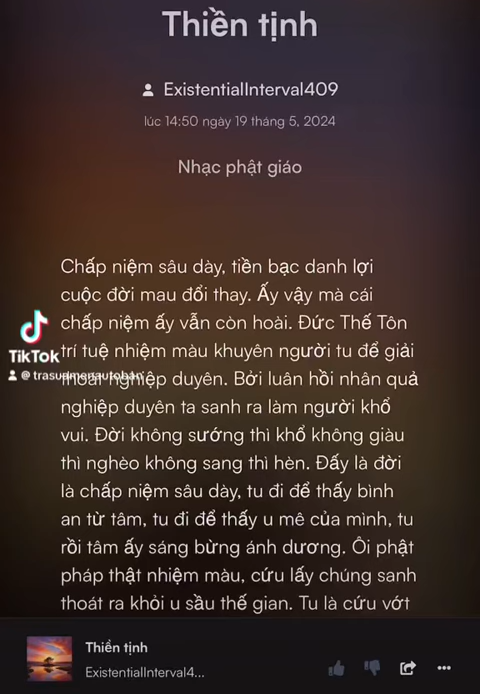 Thiền tịnh
ExistentialInterval409
lúc 14:50 ngày 19 tháng 5, 2024
Nhạc phật giáo
Chấp niệm sâu dày, tiền bạc danh lợi
cuộc đời mau đổi thay. Ấy vậy mà cái
chấp niệm ấy vẫn còn hoài. Đức Thế Tôn
TikTok
trí tuệ nhiệm màu khuyên người tu để giải
@trasuamenautoban
thoát nghiệp duyên. Bởi luân hồi nhân quả
nghiệp duyên ta sanh ra làm người khổ
vui. Đời không sướng thì khổ không giàu
thì nghèo không sang thì hèn. Đấy là đời
là chấp niệm sâu dày, tu đi để thấy bình
an từ tâm, tu đi để thấy u mê của mình, tu
rồi tâm ấy sáng bừng ánh dương. Ôi phật
pháp thật nhiệm màu, cứu lấy chúng sanh
thoát ra khỏi u sầu thế gian. Tu là cứu vớt
Thiền tịnh
ExistentialInterval4...